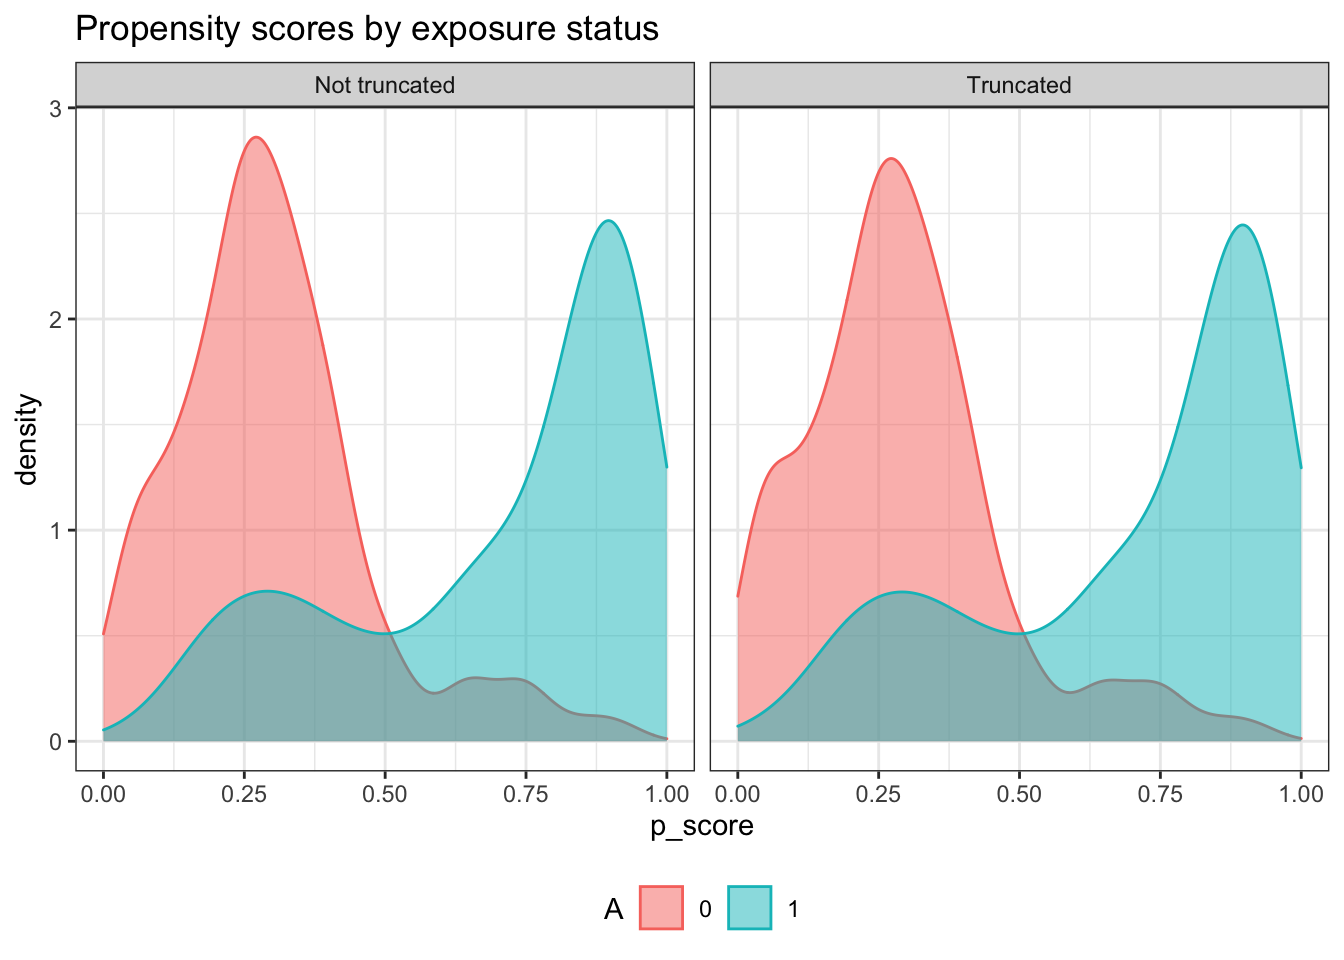 Propensity scores by exposure status
Not truncated
Truncated
3
2
1
0
density
0.00 0.25 0.50 0.75 1.00
0.00 0.25 0.50 0.75 1.00
p_score
A 0 1